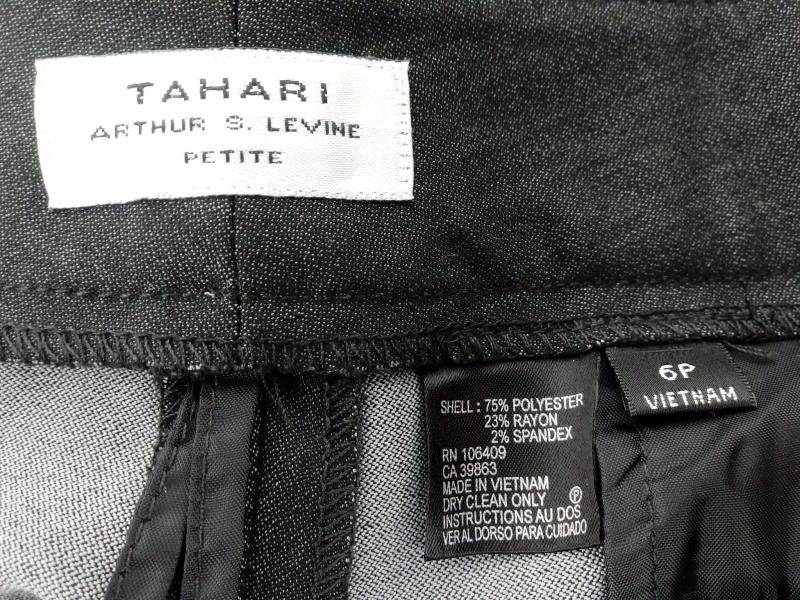 TAHARI
ARTHUR S. LEVINE
PETITE
6P
VIETNAM
SHELL : 75% POLYESTER
23% RAYON
2% SPANDEX
RN 106409
CA 39863
MADE IN VIETNAM
DRY CLEAN ONLY Ⓟ
INSTRUCTIONS AU DOS
VER AL DORSO PARA CUIDADO